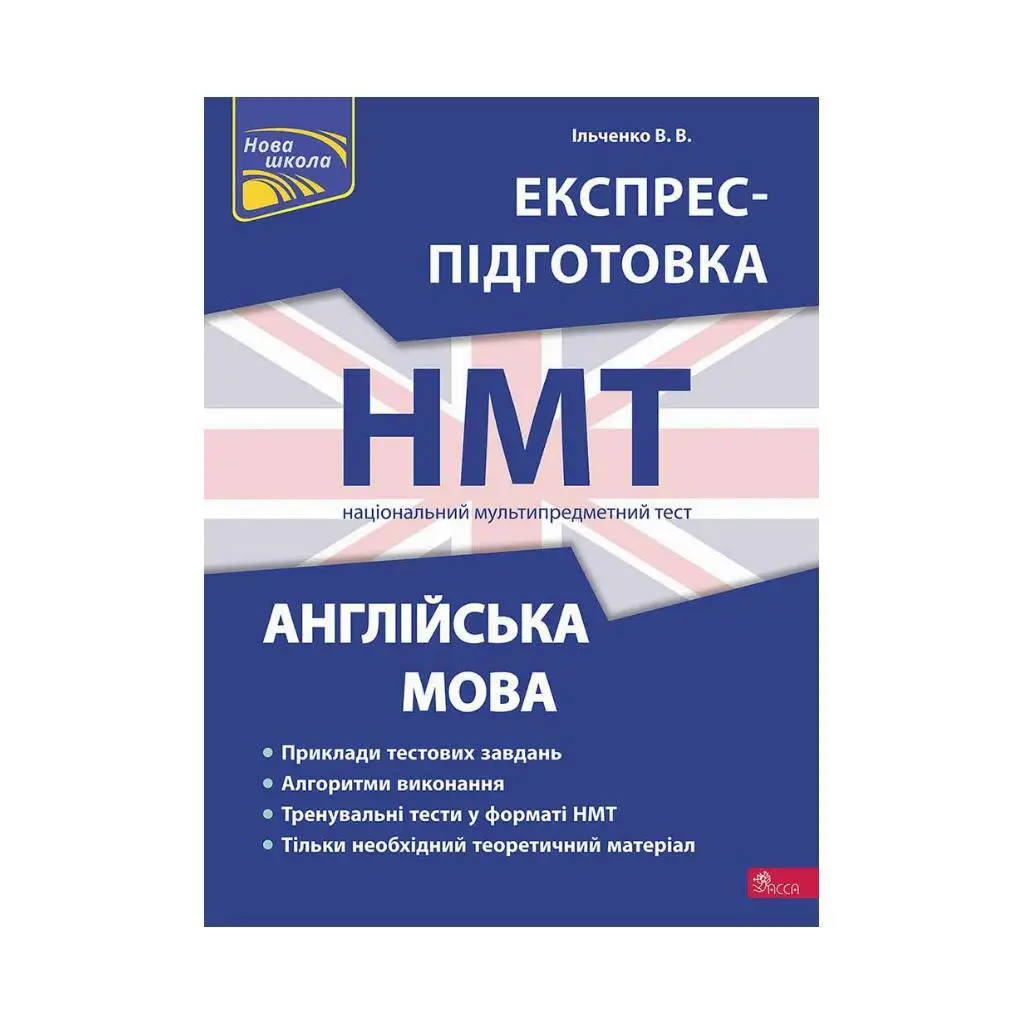 Нова
школа
Ільченко В. В.
ЕКСПРЕС-
ПІДГОТОВКА
НМТ
національний мультипредметний тест
АНГЛІЙСЬКА
МОВА
• Приклади тестових завдань
• Алгоритми виконання
• Тренувальні тести у форматі НМТ
• Тільки необхідний теоретичний матеріал
АССА